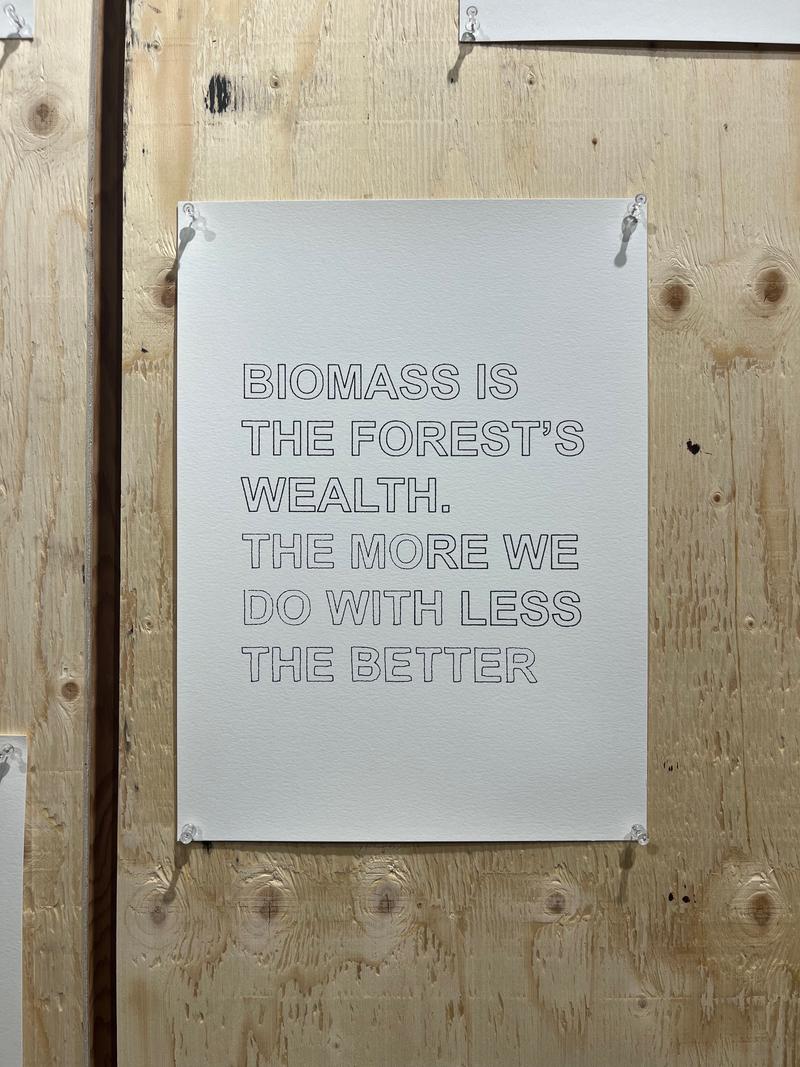 BIOMASS IS
THE FOREST’S
WEALTH.
THE MORE WE
DO WITH LESS
THE BETTER